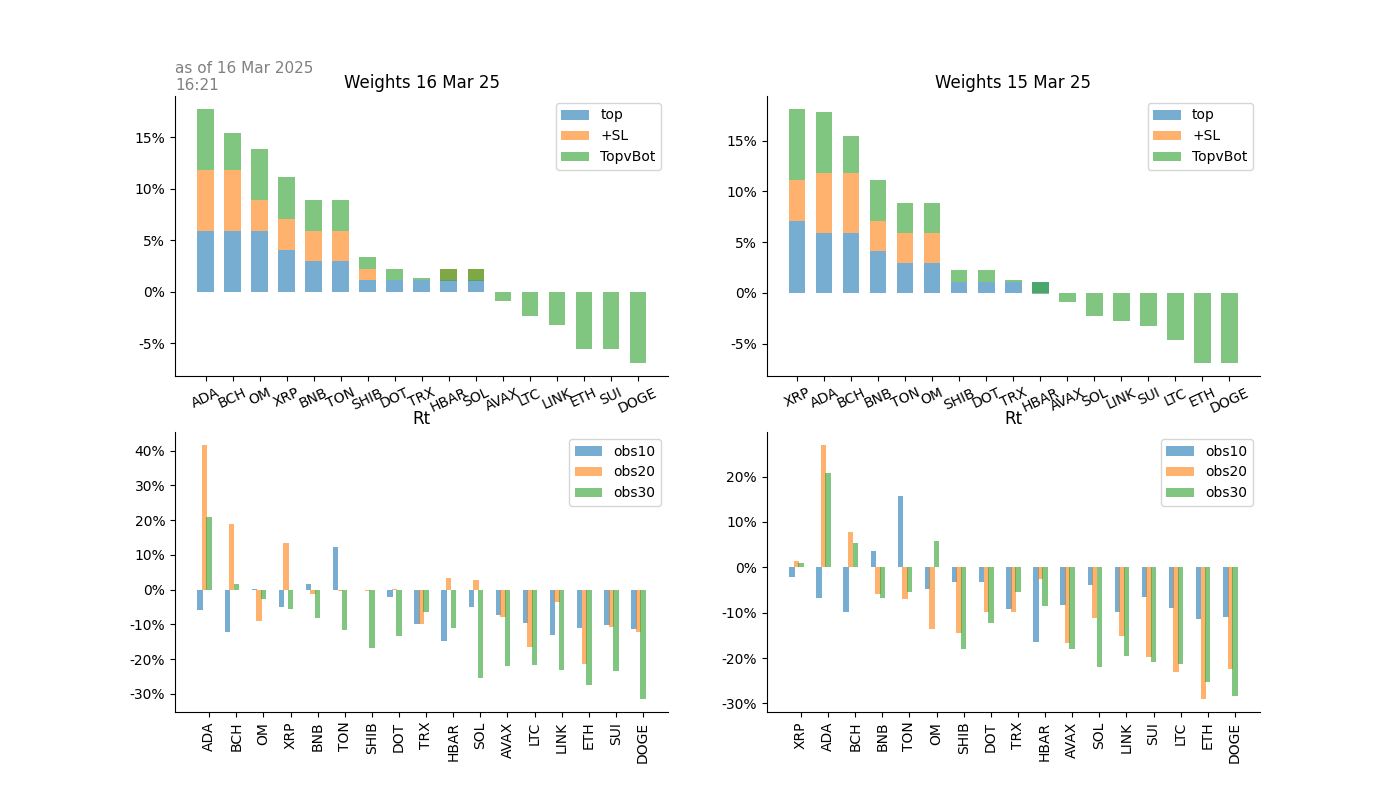 as of 16 Mar 2025
16:21
Weights 16 Mar 25
15%
10%
5%
0%
-5%
top
+SL
TopvBot
ADA BCH OM XRP BNB TON SHIB DOT TRX HBAR SOL AVAX LTC LINK ETH SUI DOGE
Weights 15 Mar 25
15%
10%
5%
0%
-5%
top
+SL
TopvBot
XRP ADA BCH BNB TON OM SHIB DOT TRX HBAR AVAX SOL LINK SUI LTC ETH DOGE
Rt
40%
30%
20%
10%
0%
-10%
-20%
-30%
obs10
obs20
obs30
ADA BCH OM XRP BNB TON SHIB DOT TRX HBAR SOL AVAX LTC LINK ETH SUI DOGE
Rt
20%
10%
0%
-10%
-20%
-30%
obs10
obs20
obs30
XRP ADA BCH BNB TON OM SHIB DOT TRX HBAR AVAX SOL LINK SUI LTC ETH DOGE